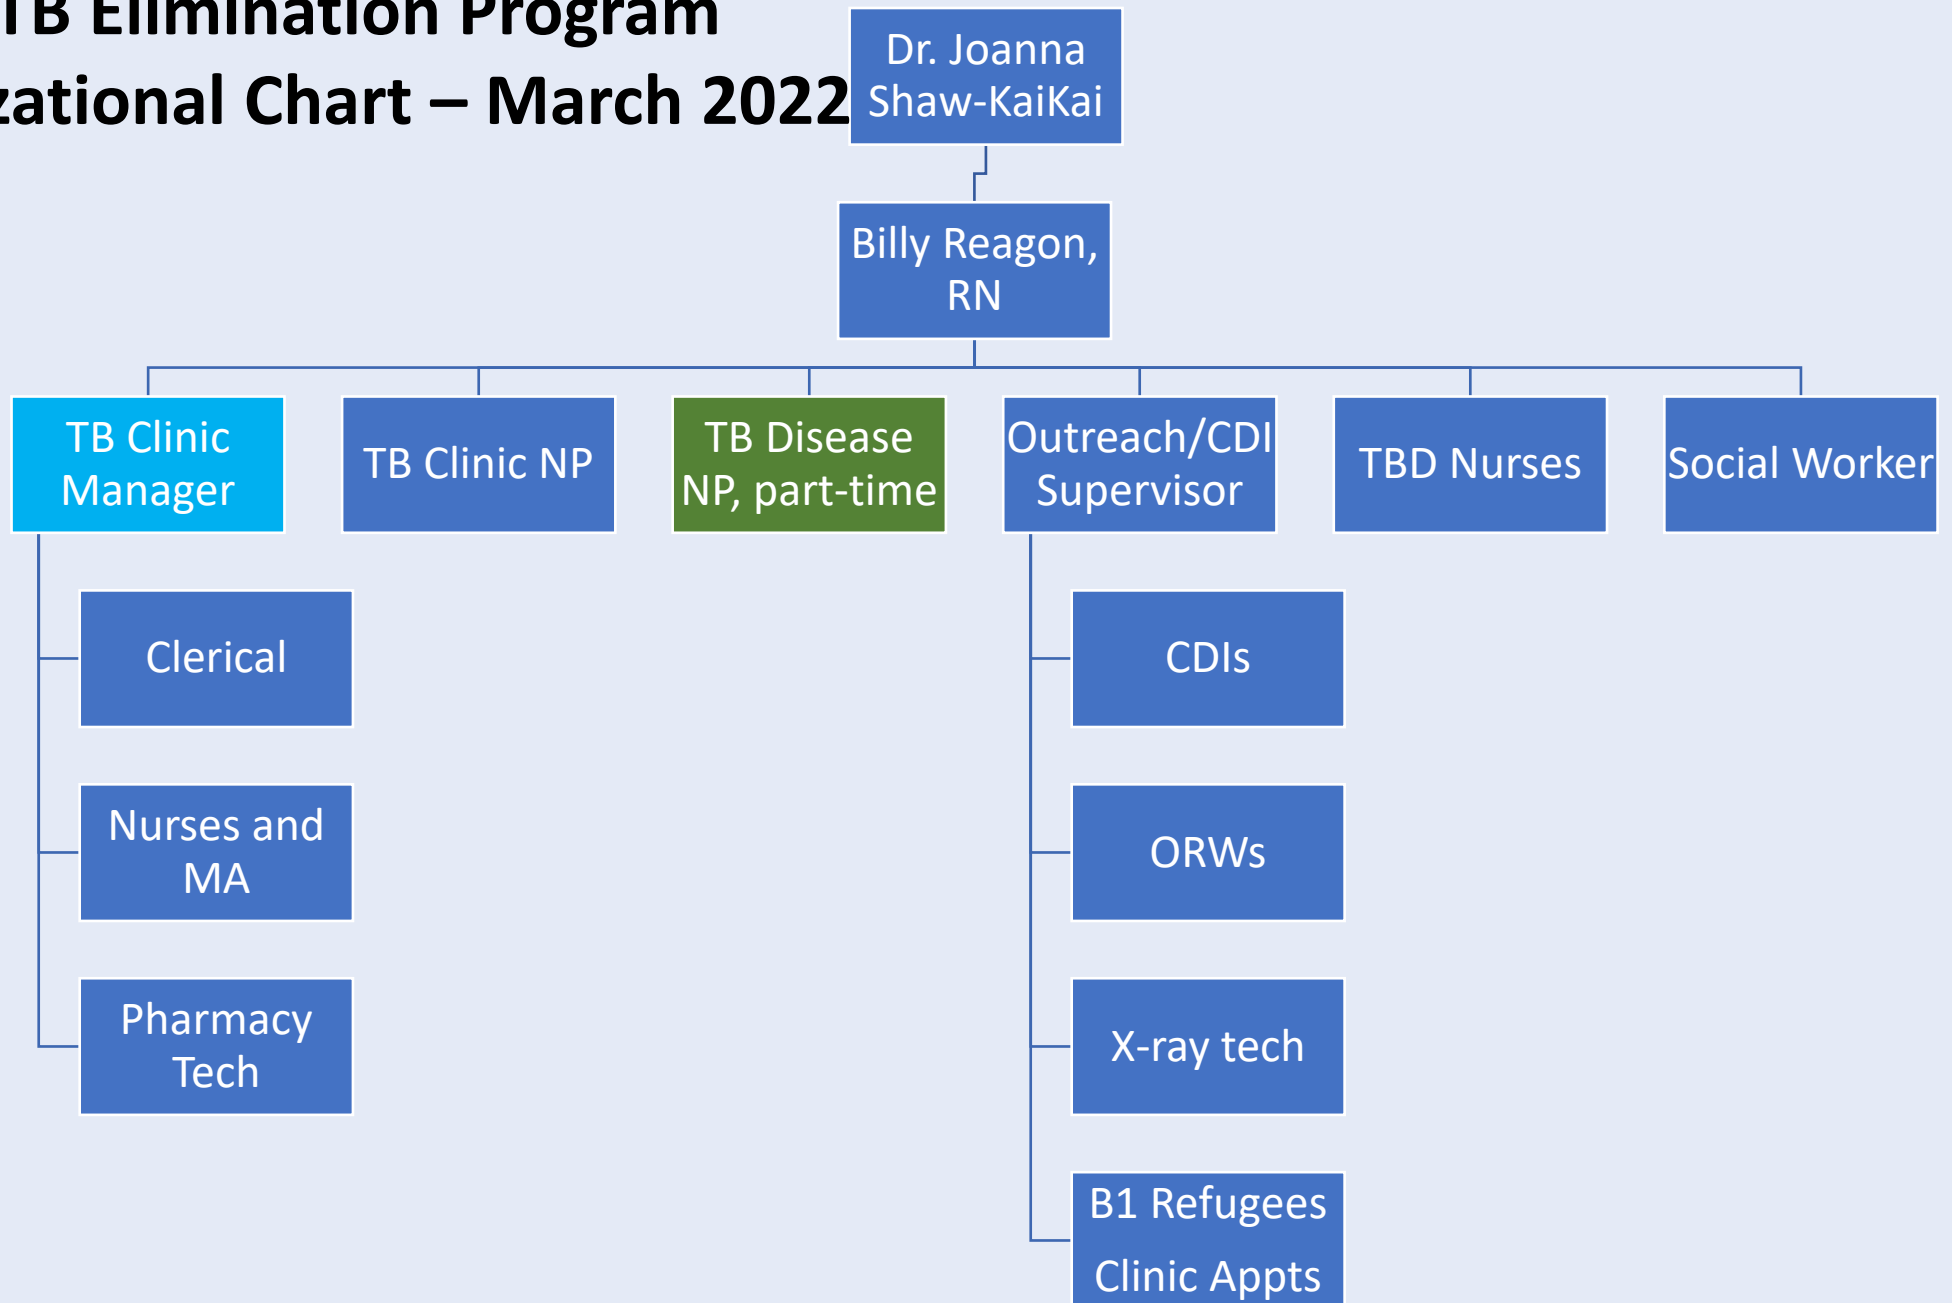 TB Elimination Program
zational Chart – March 2022
Dr. Joanna
Shaw-KaiKai
Billy Reagon,
RN
TB Clinic
Manager
TB Clinic NP
TB Disease
NP, part-time
Outreach/CDI
Supervisor
TBD Nurses
Social Worker
Clerical
Nurses and
MA
Pharmacy
Tech
CDIs
ORWs
X-ray tech
B1 Refugees
Clinic Appts